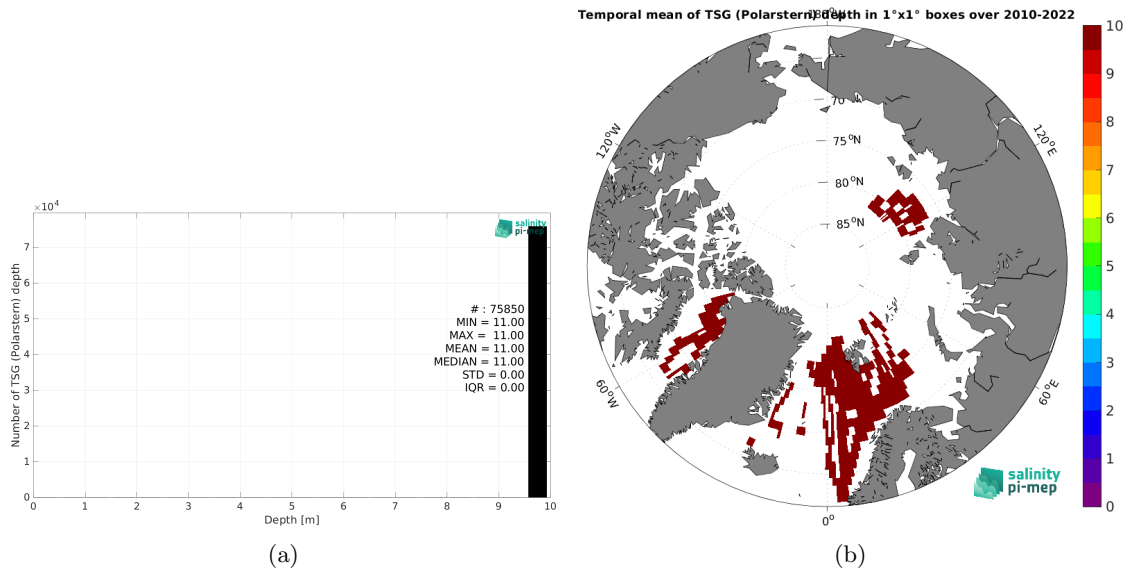 ×10⁴
7
6
5
4
3
2
1
0
Number of TSG (Polarstern) depth
salinity
pi-mep
# : 75850
MIN = 11.00
MAX = 11.00
MEAN = 11.00
MEDIAN = 11.00
STD = 0.00
IQR = 0.00
0 1 2 3 4 5 6 7 8 9 10
Depth [m]
(a)
Temporal mean of TSG (Polarstern) depth in 1°x1° boxes over 2010-2022
180°W
70
75°N
80°N
85°N
120°W
120°E
60°W
60°E
0°
salinity
pi-mep
10
9
8
7
6
5
4
3
2
1
0
(b)